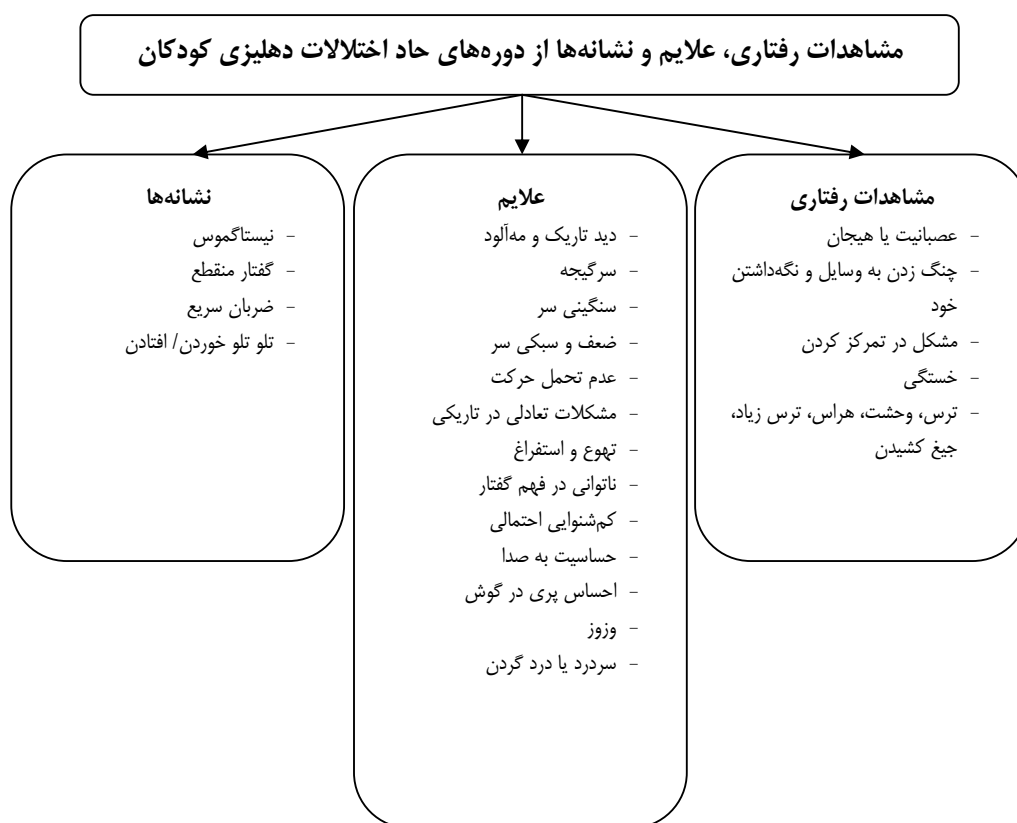 مشاهدات رفتاری، علایم و نشانه‌ها از دوره‌های حاد اختلالات دهلیزی کودکان
مشاهدات رفتاری
- عصبانیت یا هیجان
- چنگ زدن به وسایل و نگه‌داشتن
خود
- مشکل در تمرکز کردن
- خستگی
- ترس، وحشت، هراس، ترس زیاد،
جیغ کشیدن
علایم
- دید تاریک و مه‌آلود
- سرگیجه
- سنگینی سر
- ضعف و سبکی سر
- عدم تحمل حرکت
- مشکلات تعادلی در تاریکی
- تهوع و استفراغ
- ناتوانی در فهم گفتار
- کم‌شنوایی احتمالی
- حساسیت به صدا
- احساس پری در گوش
- وزوز
- سردرد یا درد گردن
نشانه‌ها
- نیستاگموس
- گفتار منقطع
- ضربان سریع
- تلو تلو خوردن/ افتادن